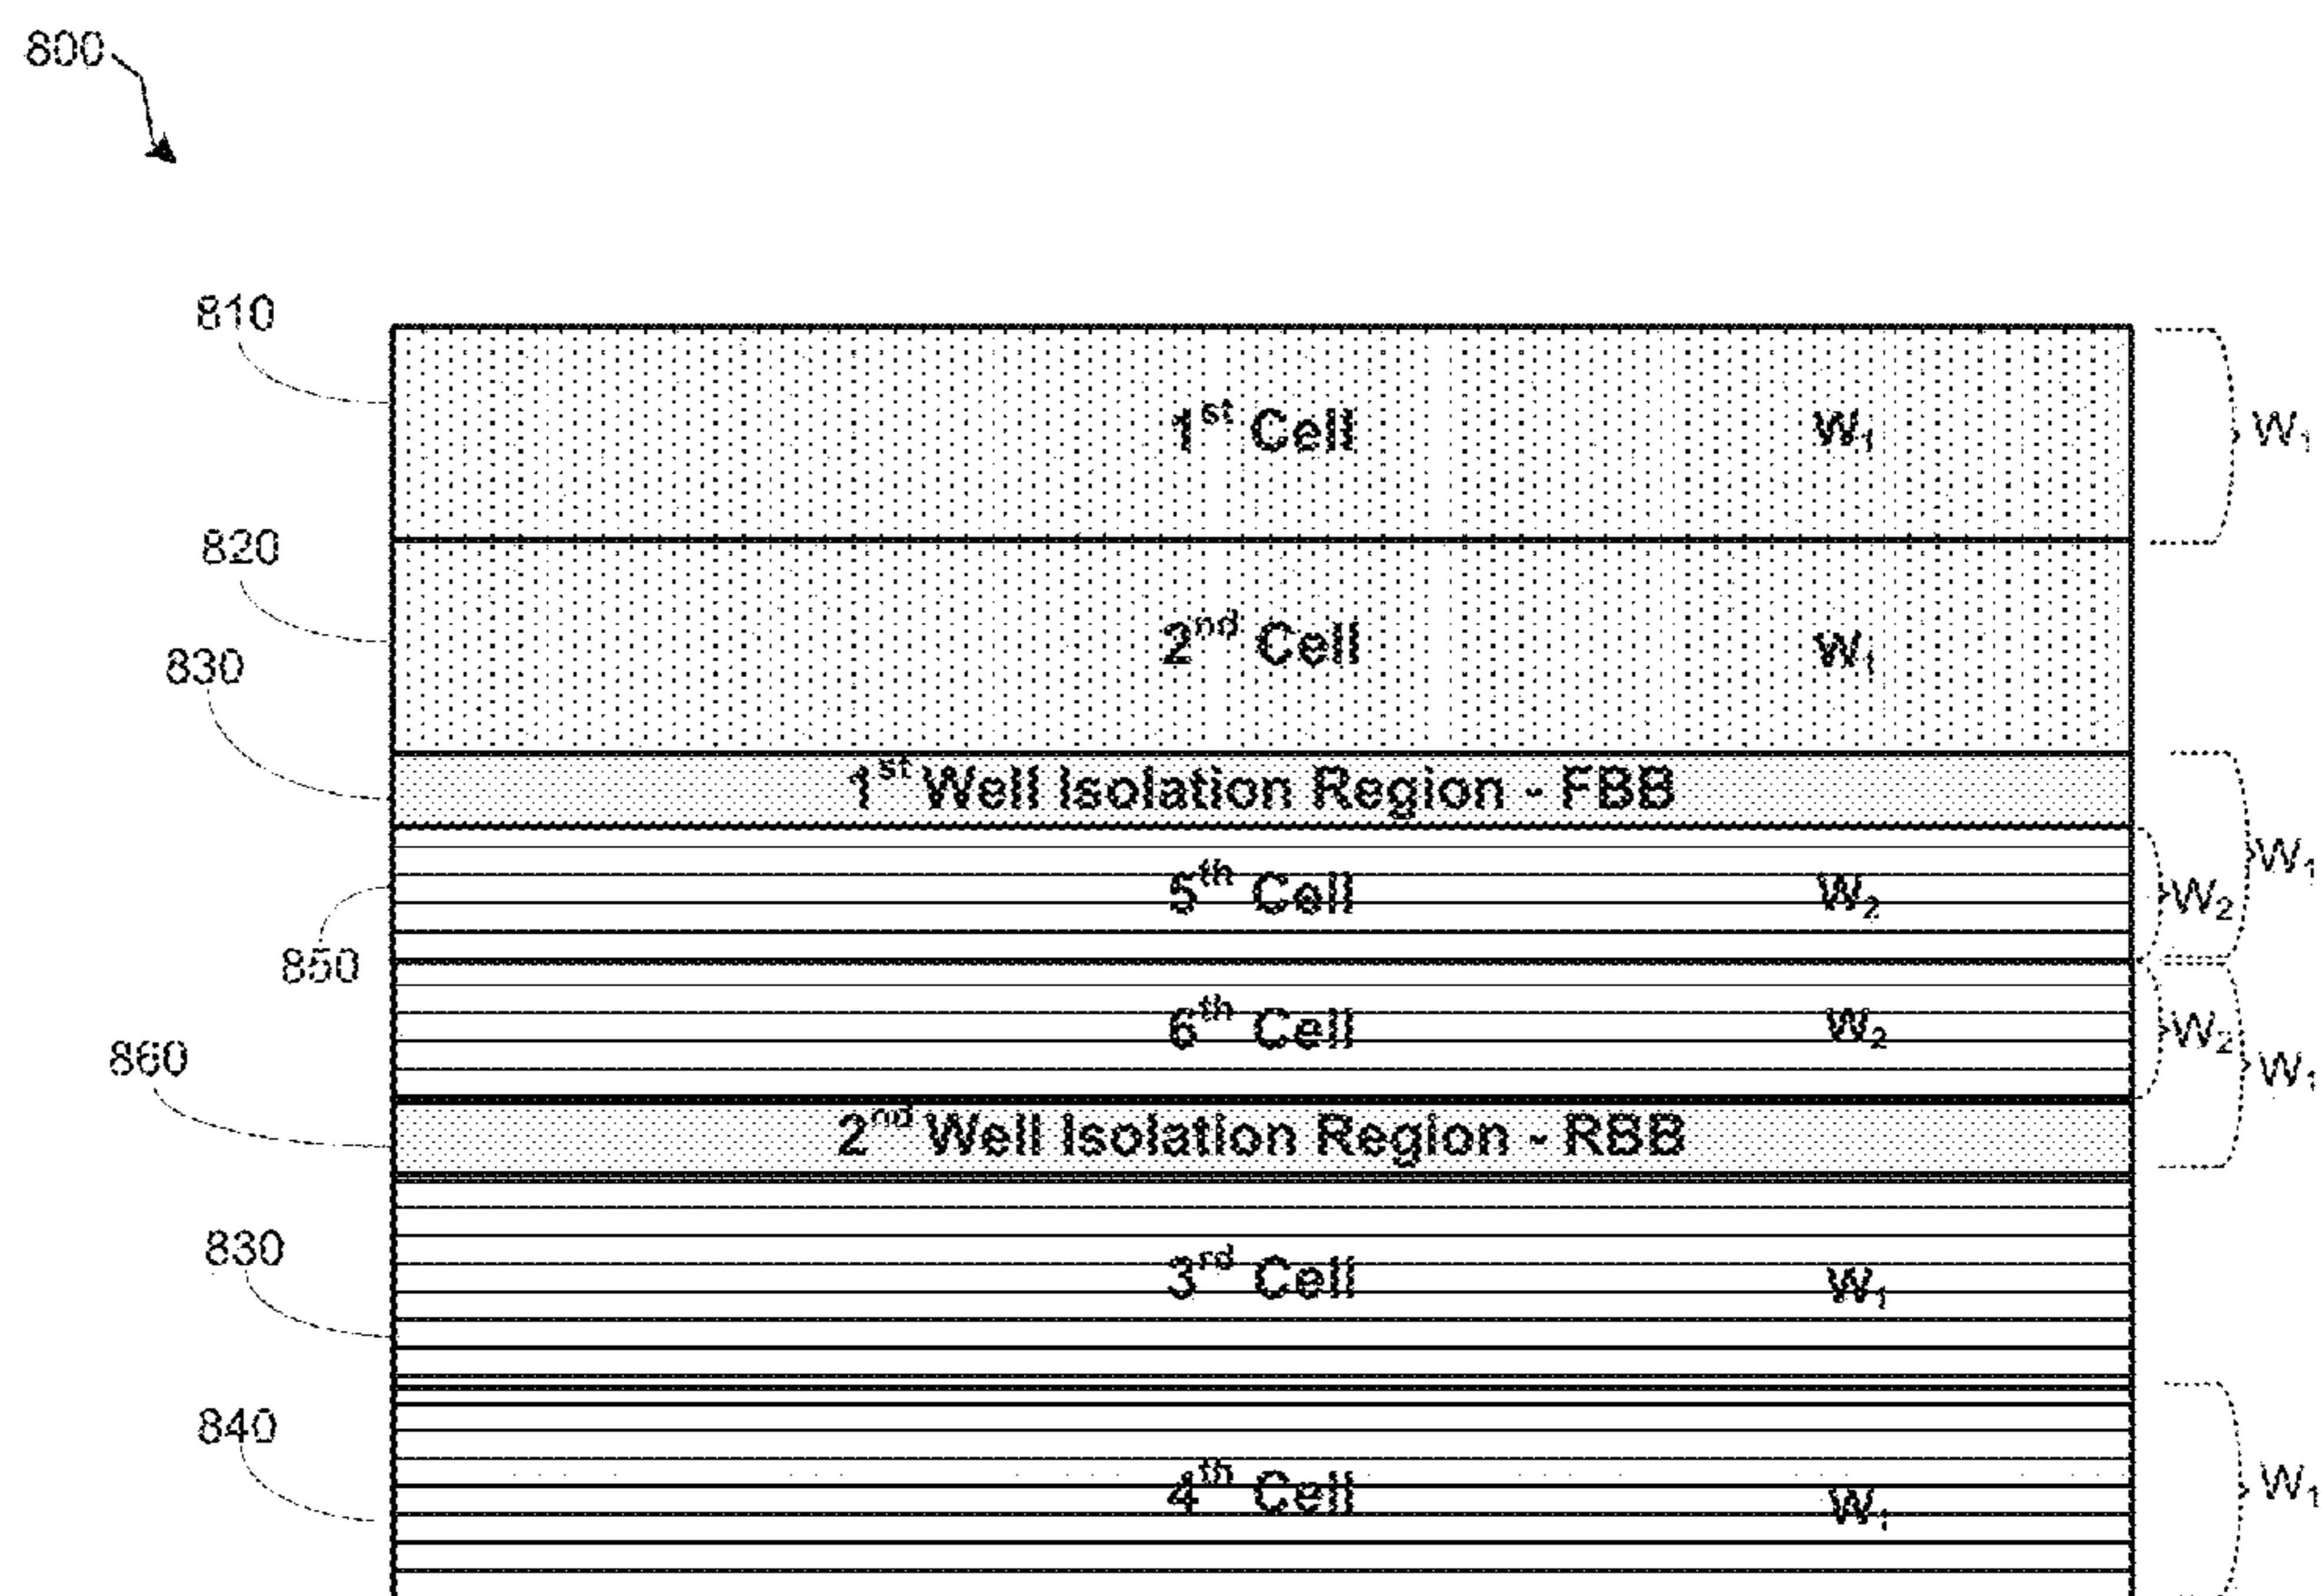 800
810
1st Cell W1 W1
820
2nd Cell W1
830
1st Well Isolation Region - FBB
W1
5th Cell W2 W2
850
6th Cell W2 W2
860
W1
2nd Well Isolation Region - RBB
830
3rd Cell W1
840
4th Cell W1 W1